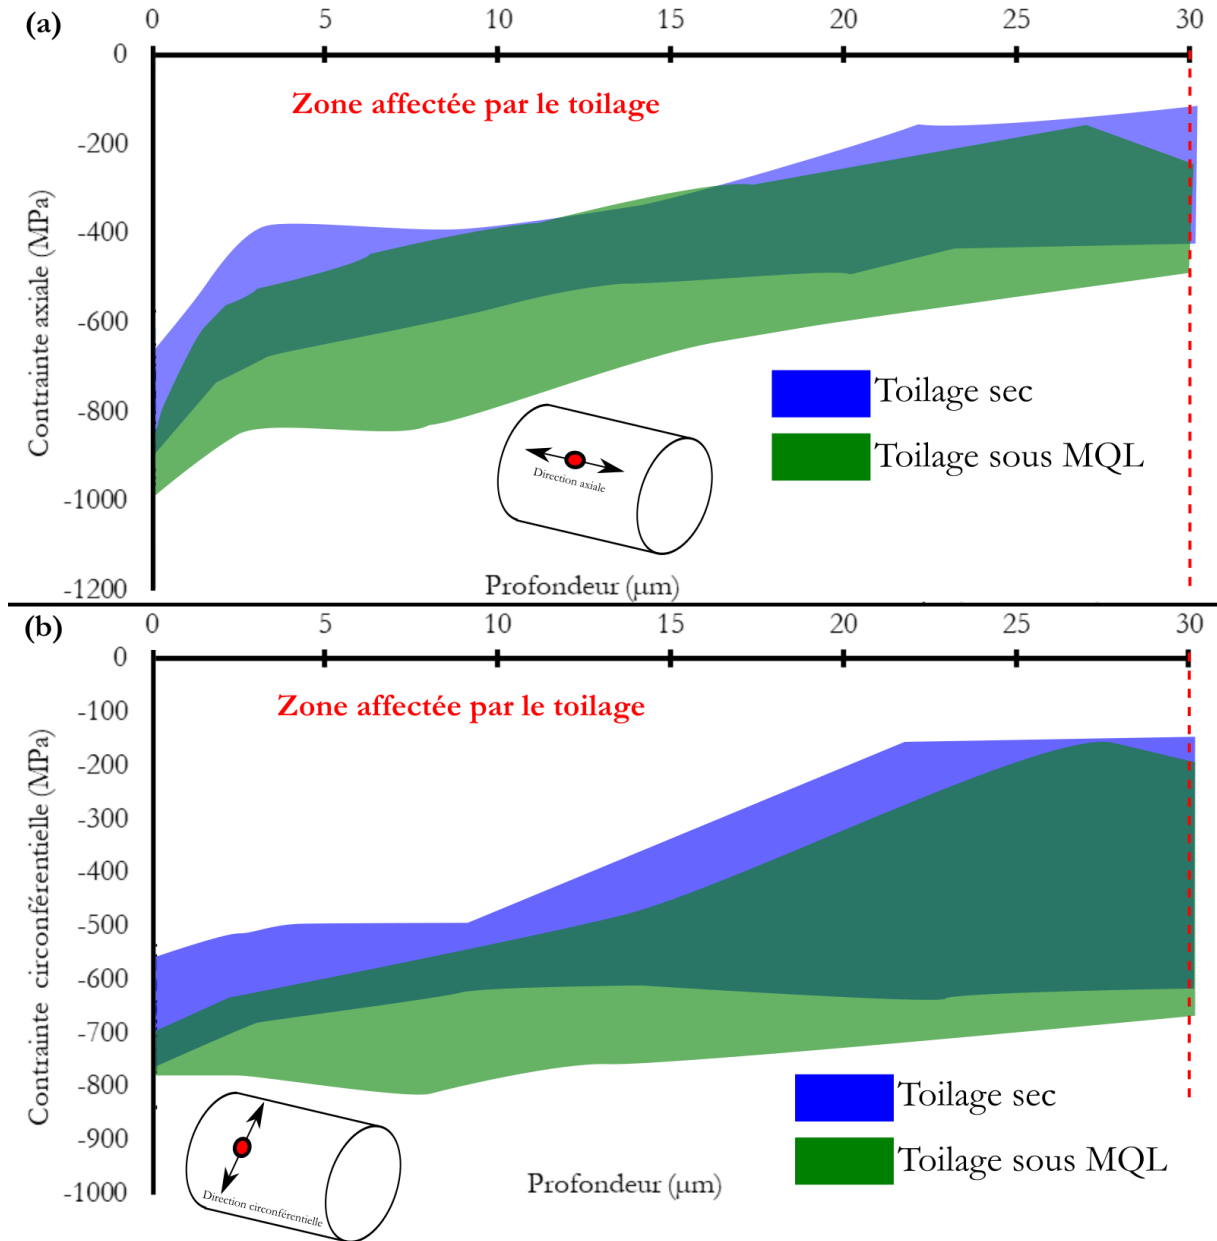 (a)
0 5 10 15 20 25 30
0
Zone affectée par le toilage
-200
-400
-600
-800
-1000
-1200
Contrainte axiale (MPa)
Toilage sec
Toilage sous MQL
Direction axiale
Profondeur (μm)
(b)
0 5 10 15 20 25 30
0
Zone affectée par le toilage
-100
-200
-300
-400
-500
-600
-700
-800
-900
-1000
Contrainte circonférentielle (MPa)
Toilage sec
Toilage sous MQL
Direction circonférentielle
Profondeur (μm)